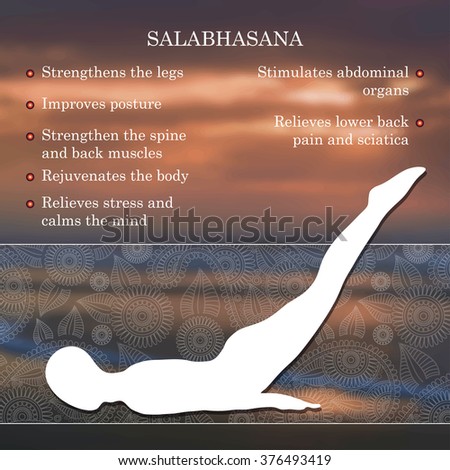 SALABHASANA
Strengthens the legs
Improves posture
Strengthen the spine
and back muscles
Rejuvenates the body
Relieves stress and
calms the mind
Stimulates abdominal
organs
Relieves lower back
pain and sciatica
shutterstock
www.shutterstock.com · 376493419